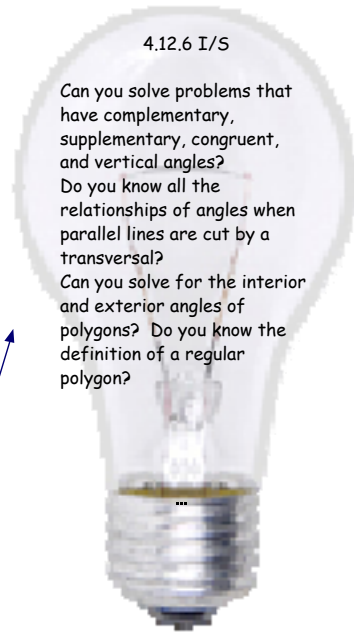 4.12.6 I/S
Can you solve problems that
have complementary,
supplementary, congruent,
and vertical angles?
Do you know all the
relationships of angles when
parallel lines are cut by a
transversal?
Can you solve for the interior
and exterior angles of
polygons?  Do you know the
definition of a regular
polygon?
...